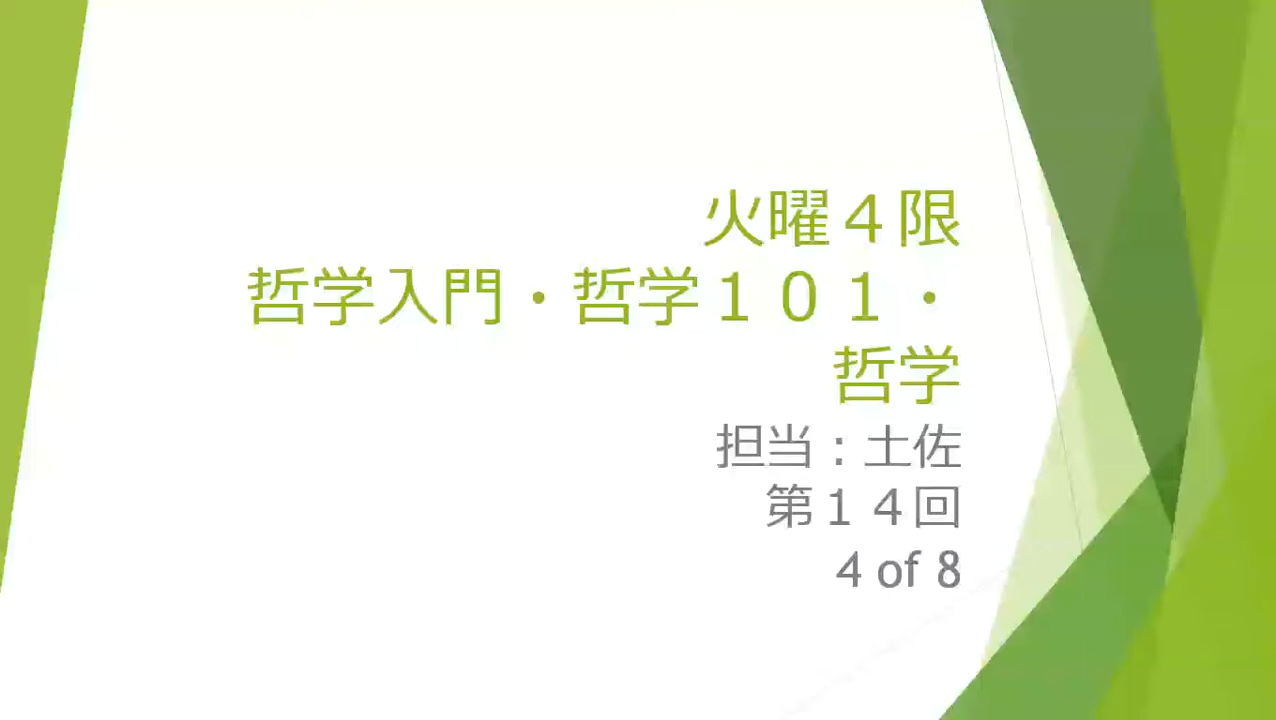 火曜４限
哲学入門・哲学１０１・
哲学
担当：土佐
第１４回
4 of 8